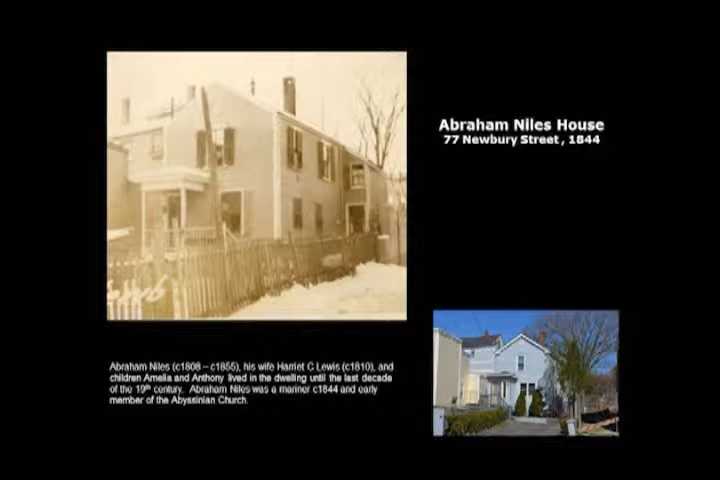 Abraham Niles House
77 Newbury Street, 1844
Abraham Niles (c1808 – c1855), his wife Harriet C Lewis (c1810), and
children Amelia and Anthony lived in the dwelling until the last decade
of the 19th century. Abraham Niles was a mariner c1844 and early
member of the Abyssinian Church.